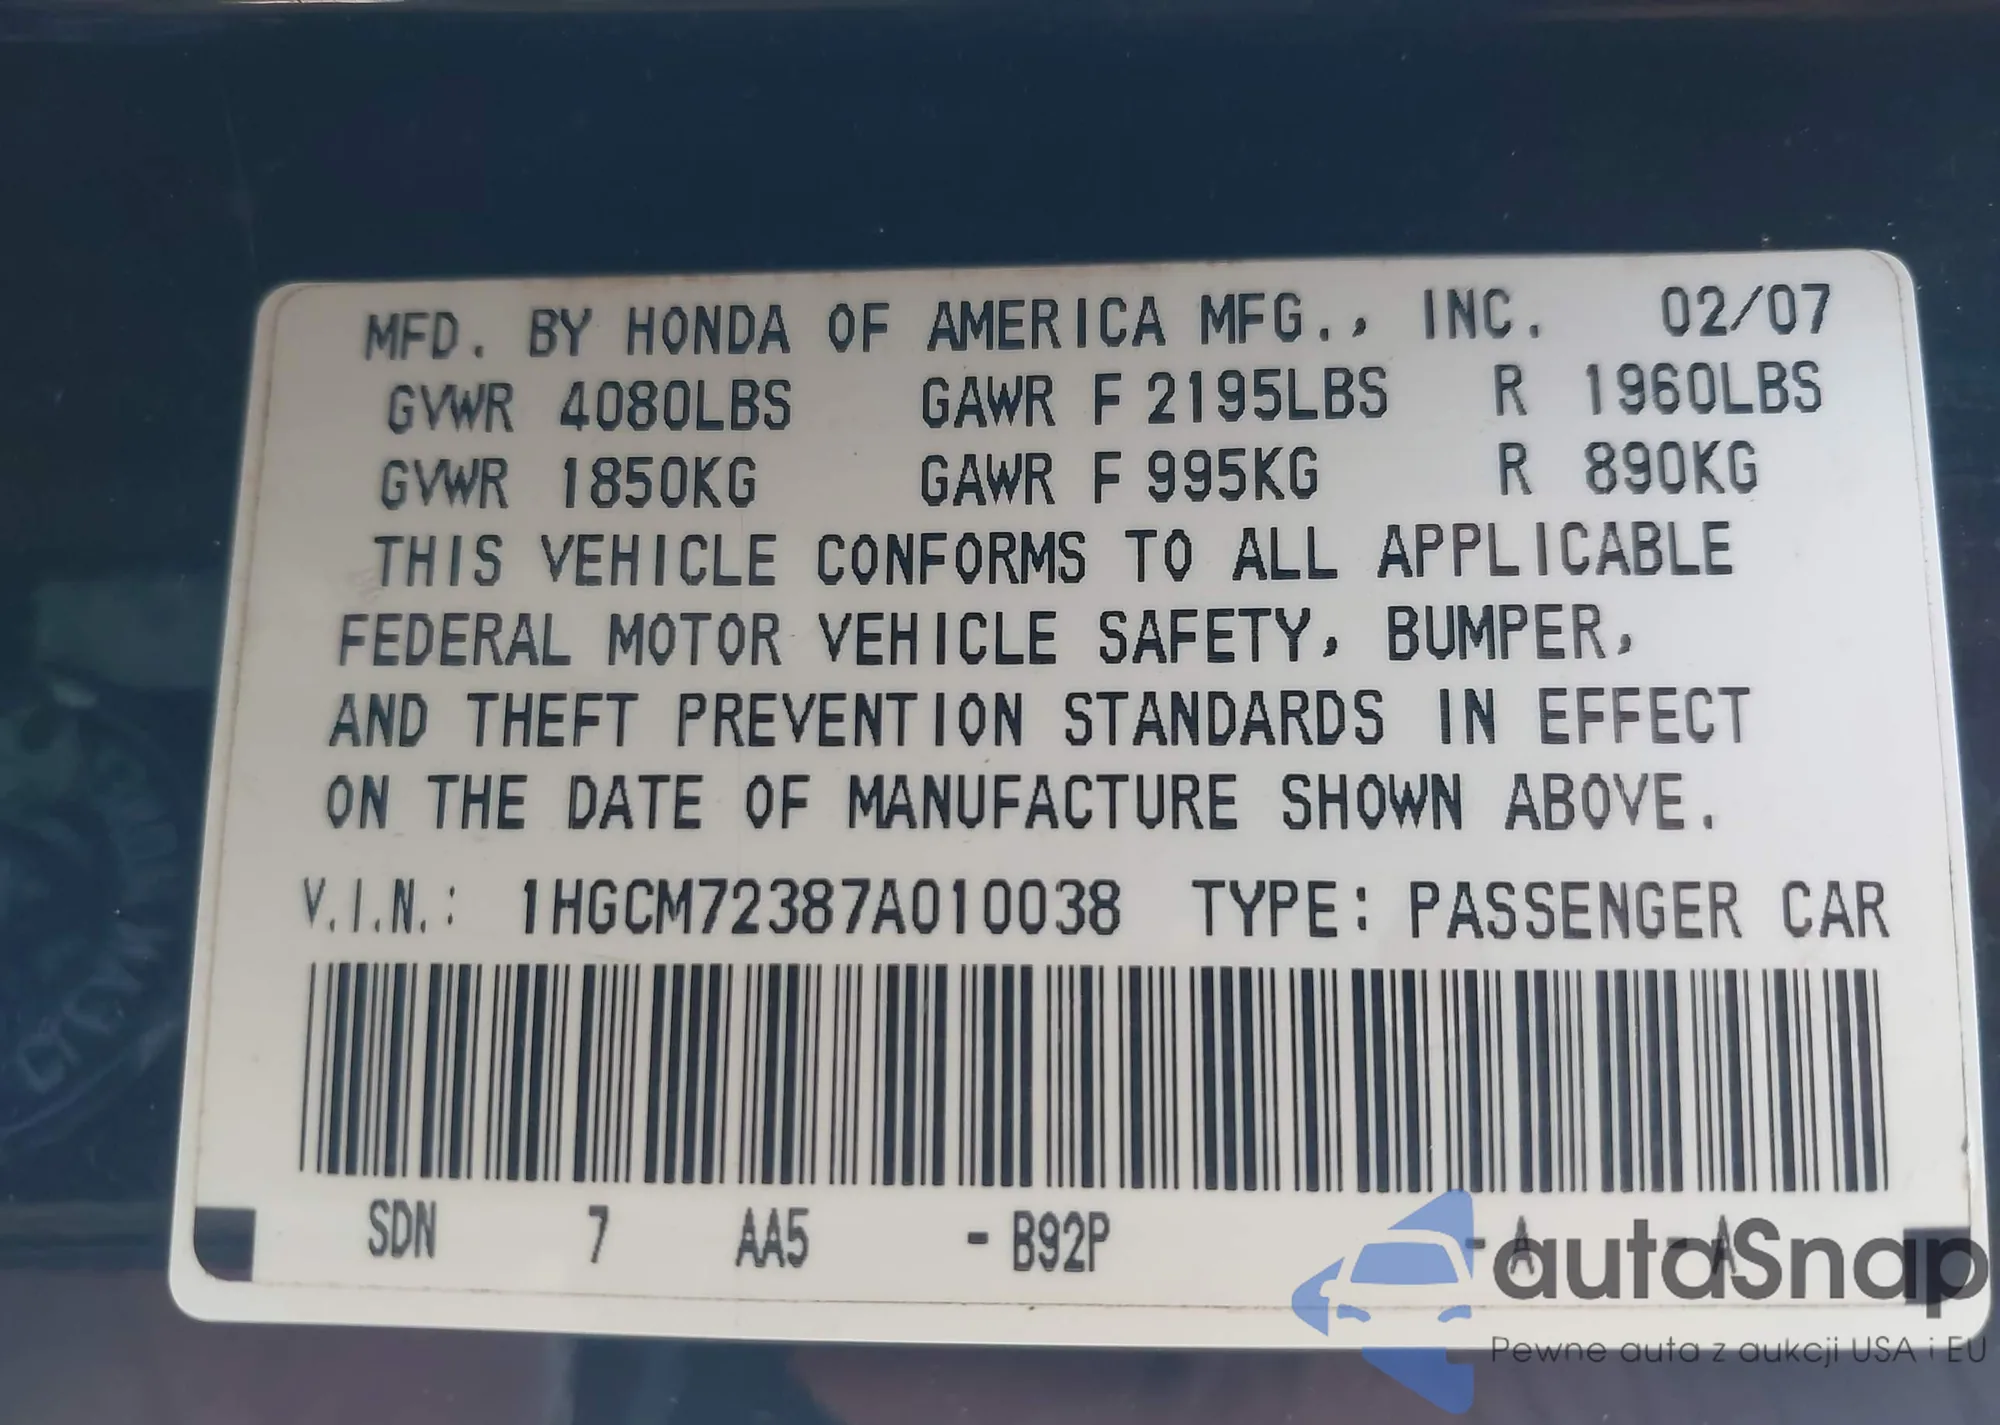 MFD. BY HONDA OF AMERICA MFG., INC. 02/07
GVWR 4080LBS GAWR F 2195LBS R 1960LBS
GVWR 1850KG GAWR F 995KG R 890KG
THIS VEHICLE CONFORMS TO ALL APPLICABLE
FEDERAL MOTOR VEHICLE SAFETY, BUMPER,
AND THEFT PREVENTION STANDARDS IN EFFECT
ON THE DATE OF MANUFACTURE SHOWN ABOVE.
V.I.N.: 1HGCM72387A010038 TYPE: PASSENGER CAR
SDN 7 AA5 - B92P - A - A
autaSnap
Pewne auta z aukcji USA i EU